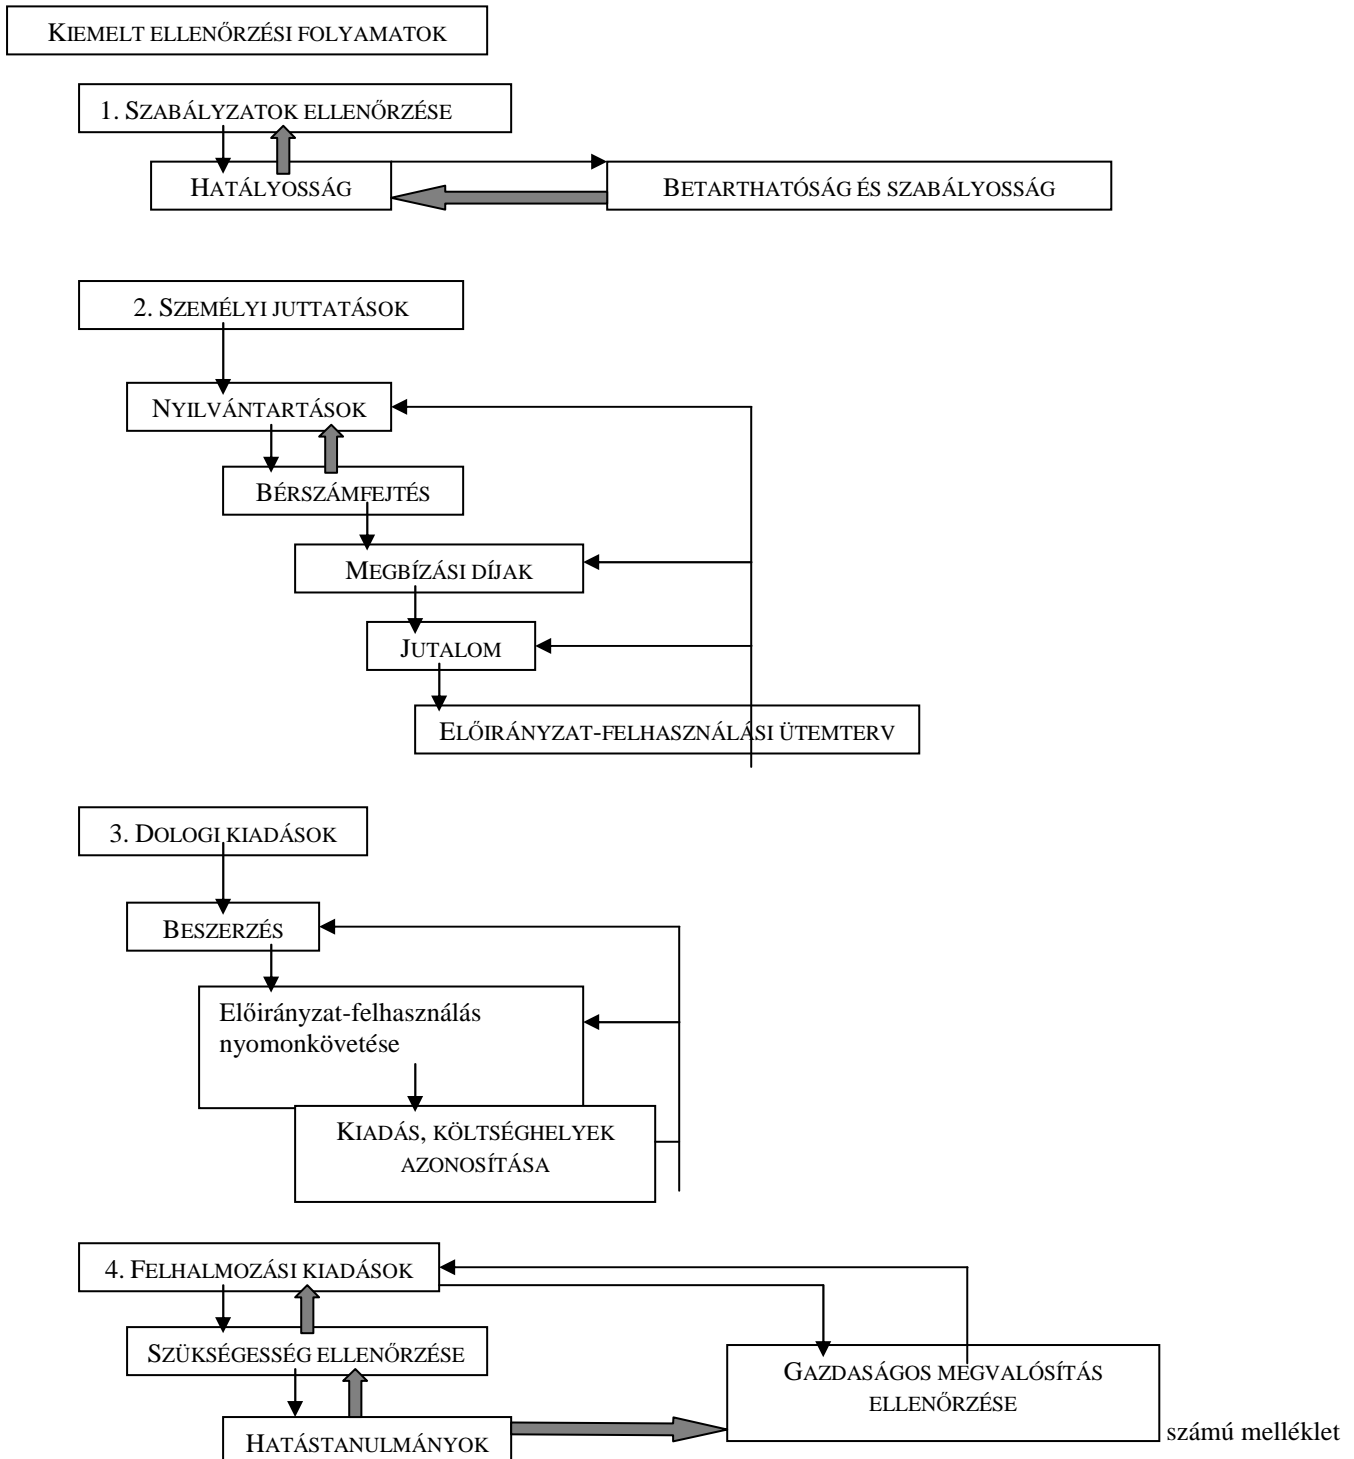 KIEMELT ELLENŐRZÉSI FOLYAMATOK
1. SZABÁLYZATOK ELLENŐRZÉSE
HATÁLYOSSÁG
BETARTHATÓSÁG ÉS SZABÁLYOSSÁG
2. SZEMÉLYI JUTTATÁSOK
NYILVÁNTARTÁSOK
BÉRSZÁMFEJTÉS
MEGBÍZÁSI DÍJAK
JUTALOM
ELŐIRÁNYZAT-FELHASZNÁLÁSI ÜTEMTERV
3. DOLOGI KIADÁSOK
BESZERZÉS
Előirányzat-felhasználás
nyomonkövetése
KIADÁS, KÖLTSÉGHELYEK
AZONOSÍTÁSA
4. FELHALMOZÁSI KIADÁSOK
SZÜKSÉGESSÉG ELLENŐRZÉSE
GAZDASÁGOS MEGVALÓSÍTÁS
ELLENŐRZÉSE
számú melléklet
HATÁSTANULMÁNYOK